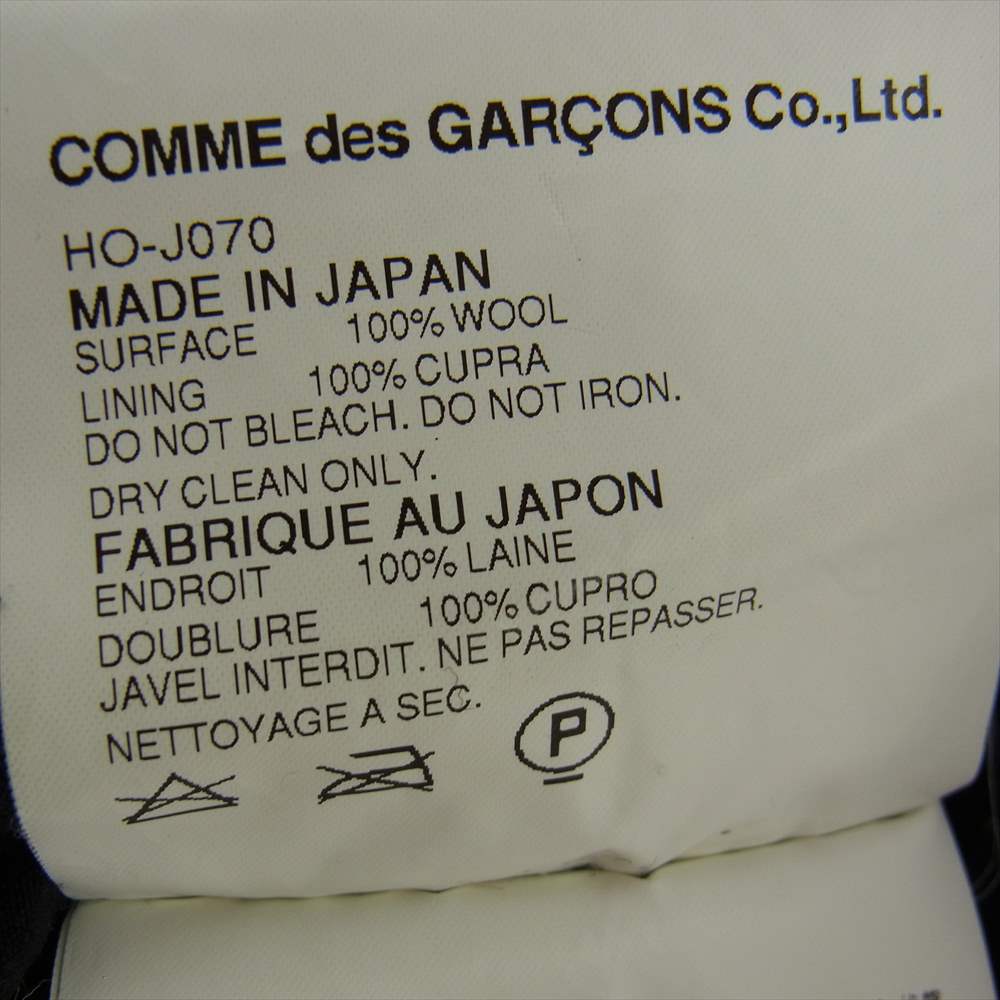 COMME des GARÇONS Co.,Ltd.
HO-J070
MADE IN JAPAN
SURFACE 100% WOOL
LINING 100% CUPRA
DO NOT BLEACH. DO NOT IRON.
DRY CLEAN ONLY.
FABRIQUE AU JAPON
ENDROIT 100% LAINE
DOUBLURE 100% CUPRO
JAVEL INTERDIT. NE PAS REPASSER.
NETTOYAGE A SEC.
P